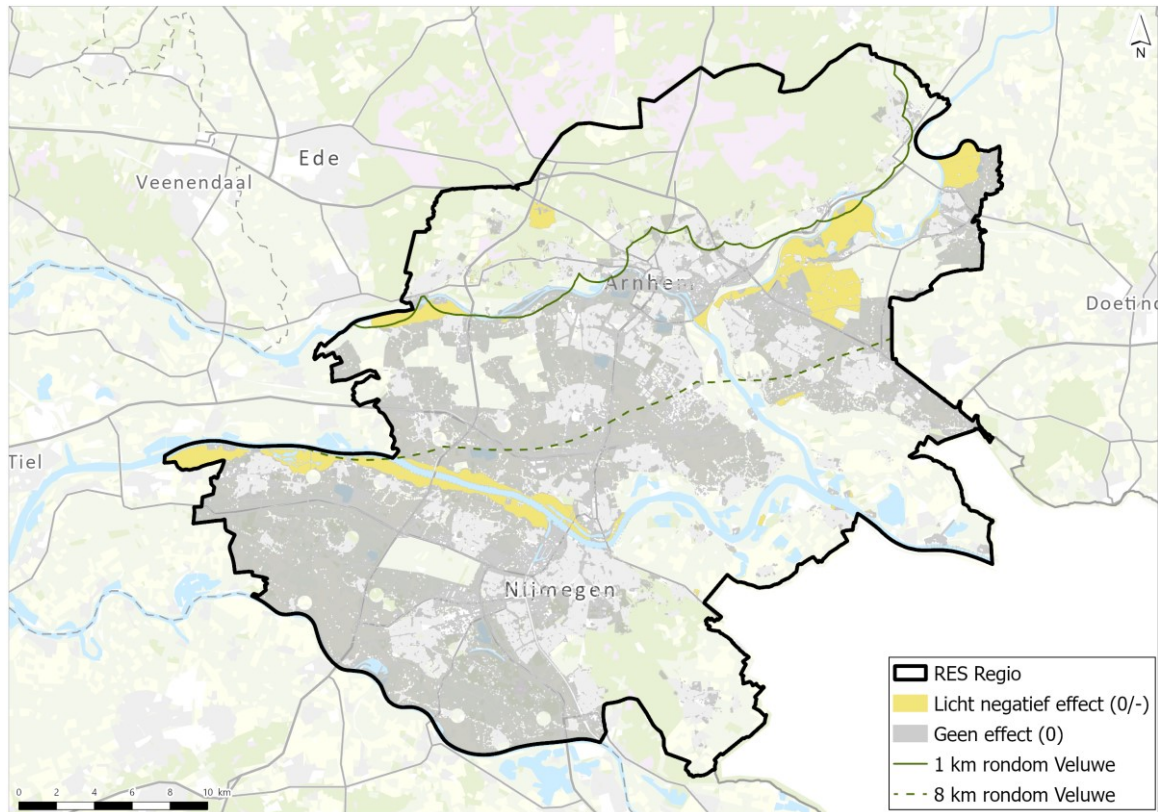 N
Ede
Veenendaal
Arnhem
Doetinc
Tiel
Nijmegen
RES Regio
Licht negatief effect (0/-)
Geen effect (0)
1 km rondom Veluwe
8 km rondom Veluwe
0 2 4 6 8 10 km